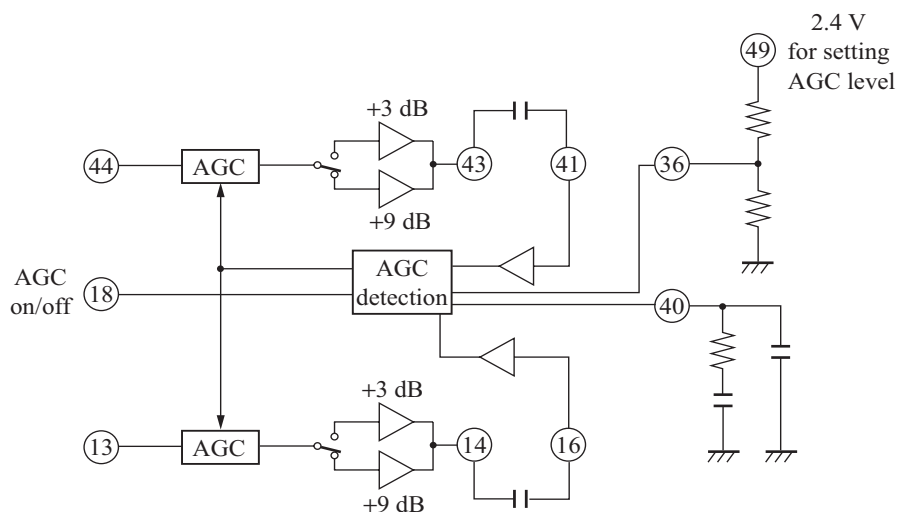 2.4 V
49
for setting
AGC level
+3 dB
44
AGC
43
41
36
+9 dB
AGC
on/off
18
AGC
detection
40
+3 dB
13
AGC
14
16
+9 dB